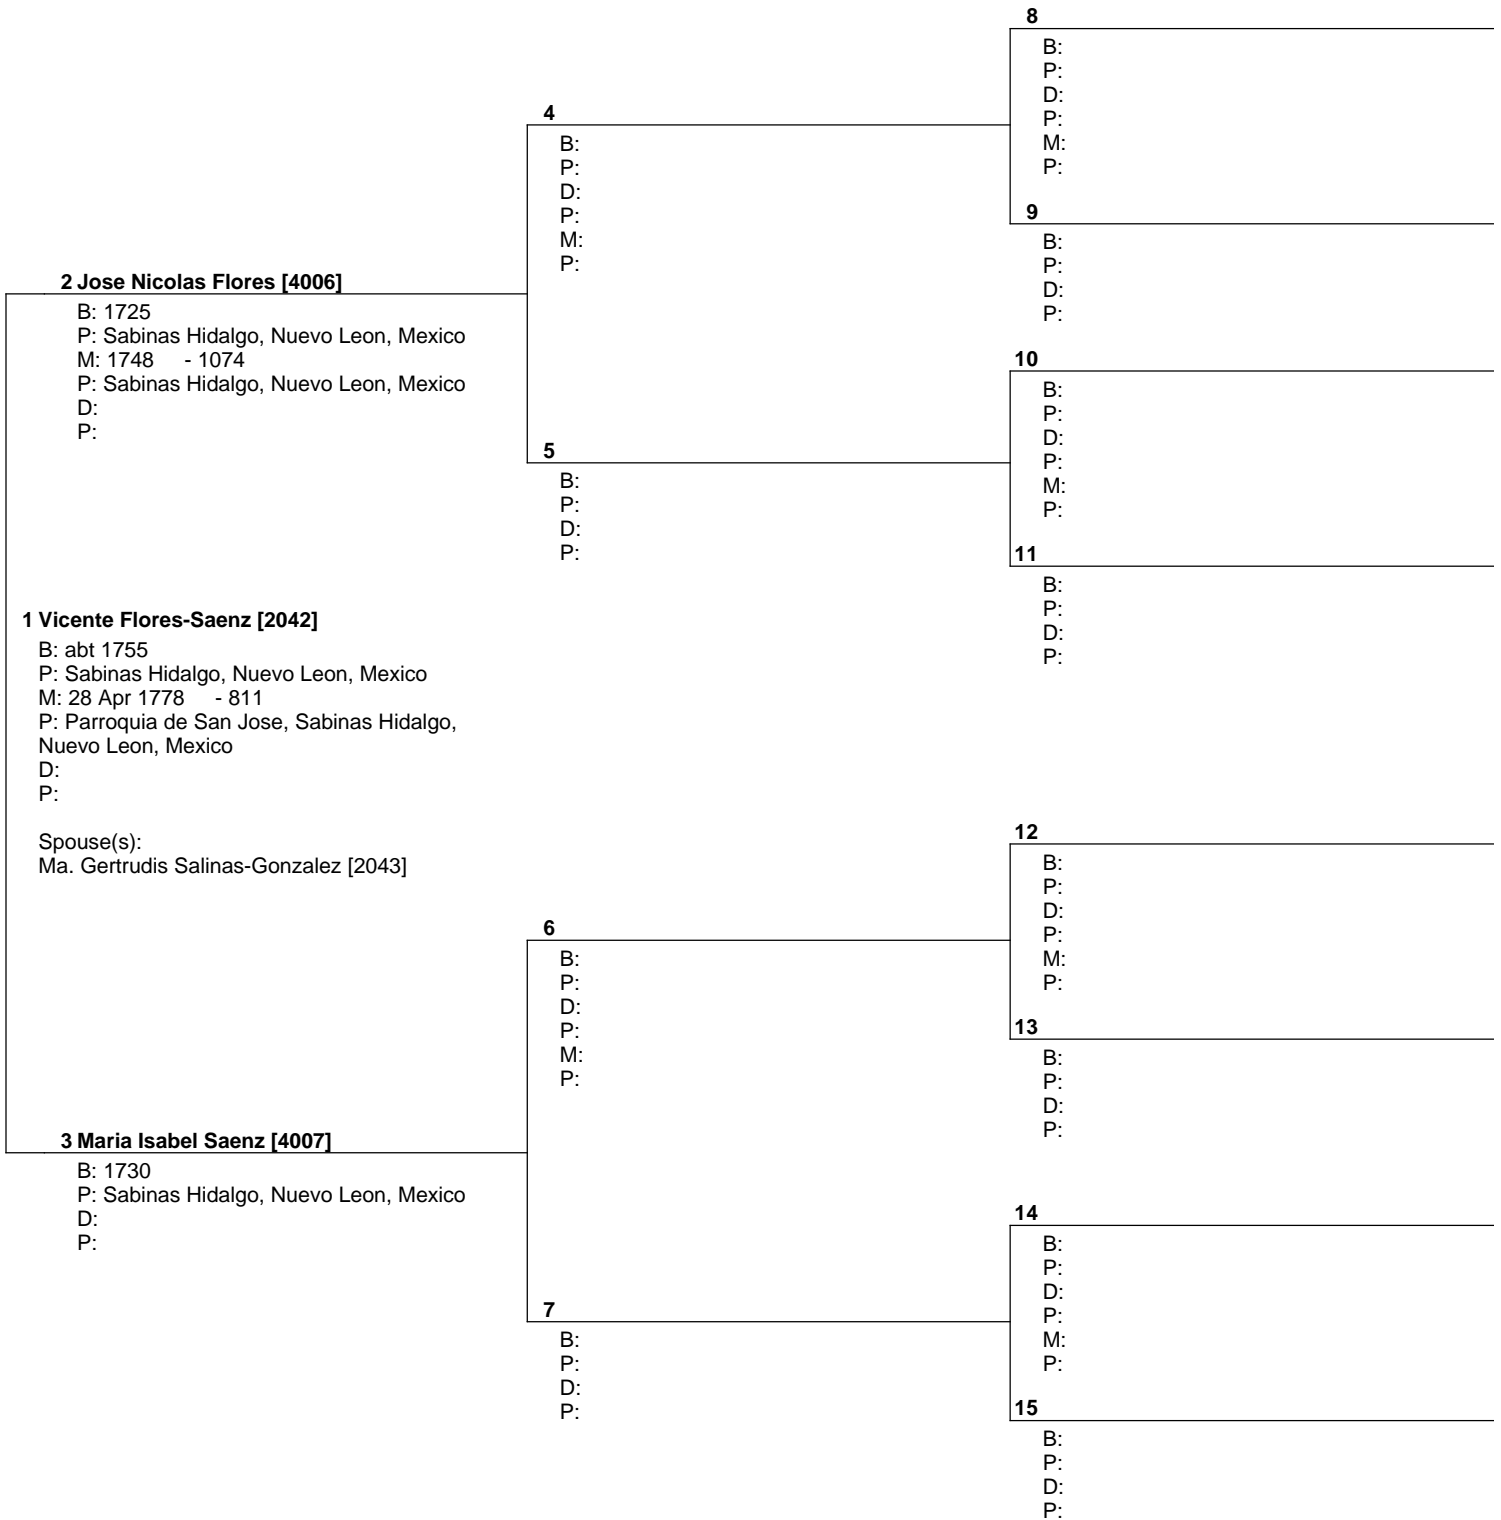 1 Vicente Flores-Saenz [2042]
B: abt 1755
P: Sabinas Hidalgo, Nuevo Leon, Mexico
M: 28 Apr 1778 - 811
P: Parroquia de San Jose, Sabinas Hidalgo,
Nuevo Leon, Mexico
D:
P:
Spouse(s):
Ma. Gertrudis Salinas-Gonzalez [2043]
2 Jose Nicolas Flores [4006]
B: 1725
P: Sabinas Hidalgo, Nuevo Leon, Mexico
M: 1748 - 1074
P: Sabinas Hidalgo, Nuevo Leon, Mexico
D:
P:
3 Maria Isabel Saenz [4007]
B: 1730
P: Sabinas Hidalgo, Nuevo Leon, Mexico
D:
P:
4
B:
P:
D:
P:
M:
P:
5
B:
P:
D:
P:
6
B:
P:
D:
P:
M:
P:
7
B:
P:
D:
P:
8
B:
P:
D:
P:
M:
P:
9
B:
P:
D:
P:
10
B:
P:
D:
P:
M:
P:
11
B:
P:
D:
P:
12
B:
P:
D:
P:
M:
P:
13
B:
P:
D:
P:
14
B:
P:
D:
P:
M:
P:
15
B:
P:
D:
P: